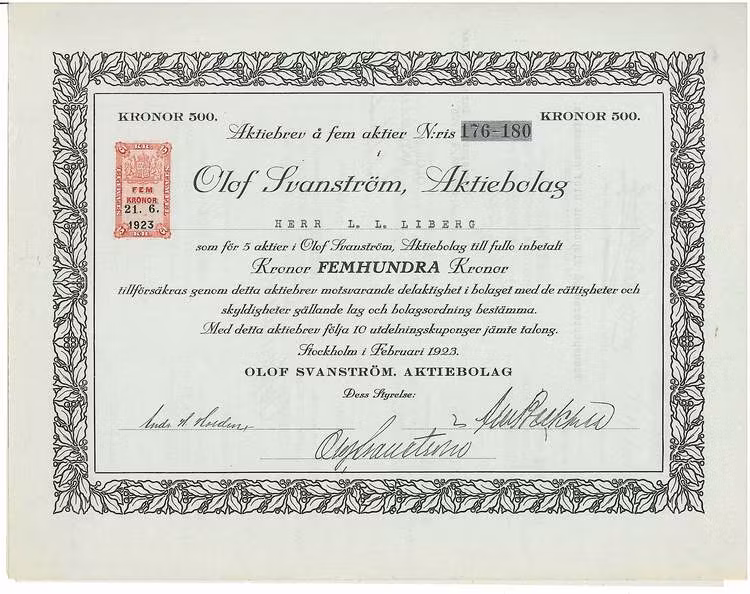 KRONOR 500.
KRONOR 500.
Aktiebrev å fem aktier N:ris 176-180
i
Olof Svanström, Aktiebolag
HERR L. L. LIBERG
FEM
KRONOR
21. 6.
1923
som för 5 aktier i Olof Svanström, Aktiebolag till fullo inbetalt
Kronor FEMHUNDRA Kronor
tillförsäkras genom detta aktiebrev motsvarande delaktighet i bolaget med de rättigheter och
skyldigheter gällande lag och bolagsordning bestämma.
Med detta aktiebrev följa 10 utdelningskuponger jämte talong.
Stockholm i Februari 1923.
OLOF SVANSTRÖM. AKTIEBOLAG
Dess Styrelse:
Olof Svanström